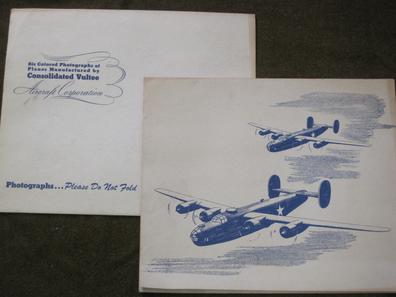 Six Colored Photographs of
Planes Manufactured by
Consolidated Vultee
Aircraft Corporation
Photographs...Please Do Not Fold